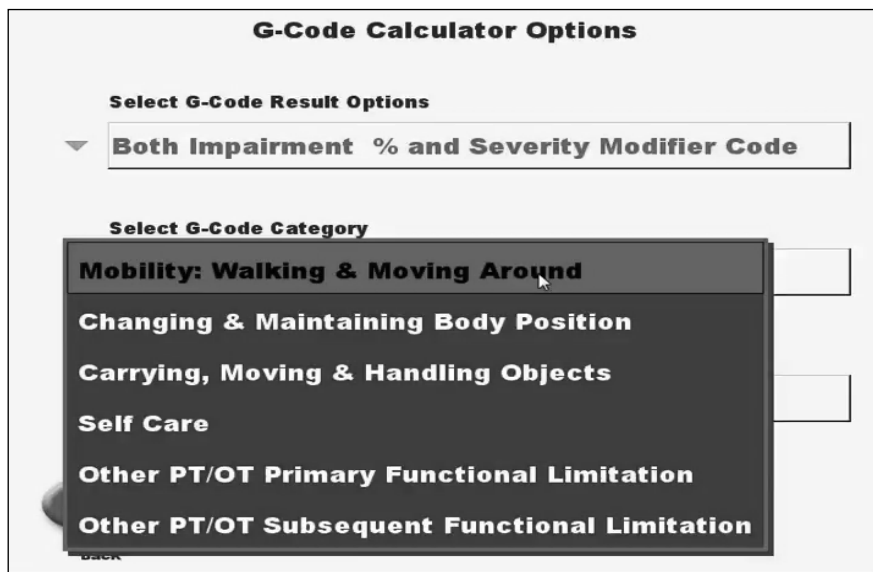 G-Code Calculator Options
Select G-Code Result Options
Both Impairment % and Severity Modifier Code
Select G-Code Category
Mobility: Walking & Moving Around
Changing & Maintaining Body Position
Carrying, Moving & Handling Objects
Self Care
Other PT/OT Primary Functional Limitation
Other PT/OT Subsequent Functional Limitation
Back